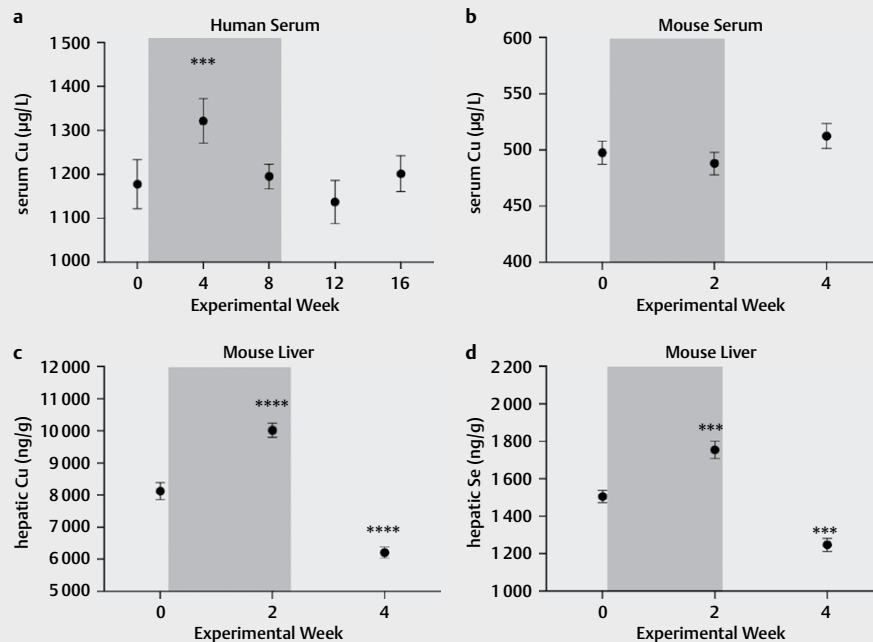 a
Human Serum
1 500
1 400
1 300
1 200
1 100
1 000
serum Cu (µg/L)
***
0 4 8 12 16
Experimental Week
b
Mouse Serum
600
550
500
450
400
serum Cu (µg/L)
0 2 4
Experimental Week
c
Mouse Liver
12 000
11 000
10 000
9 000
8 000
7 000
6 000
5 000
hepatic Cu (ng/g)
****
****
0 2 4
Experimental Week
d
Mouse Liver
2 200
2 000
1 800
1 600
1 400
1 200
1 000
hepatic Se (ng/g)
***
***
0 2 4
Experimental Week